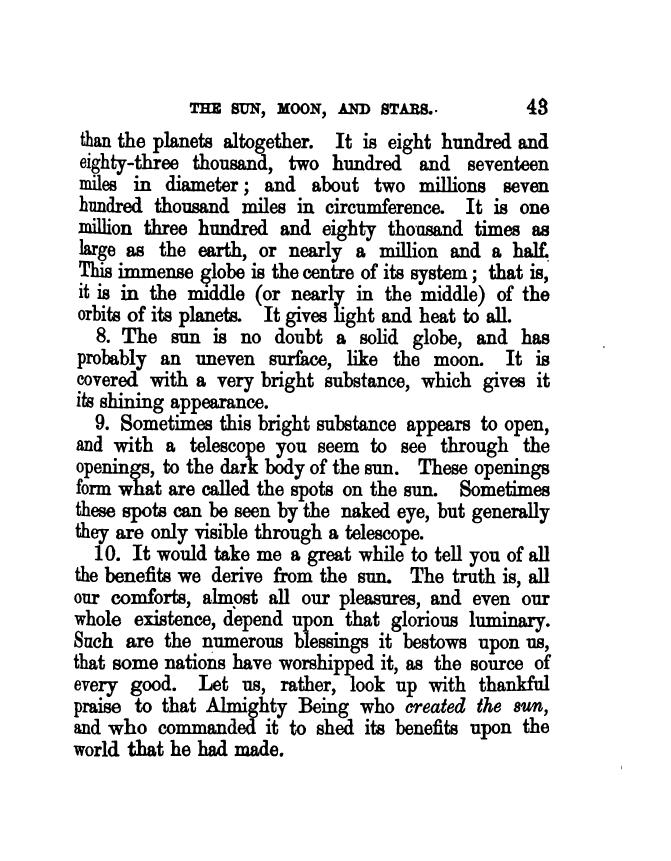 THE SUN, MOON, AND STARS. 43
than the planets altogether. It is eight hundred and
eighty-three thousand, two hundred and seventeen
miles in diameter; and about two millions seven
hundred thousand miles in circumference. It is one
million three hundred and eighty thousand times as
large as the earth, or nearly a million and a half.
This immense globe is the centre of its system; that is,
it is in the middle (or nearly in the middle) of the
orbits of its planets. It gives light and heat to all.
8. The sun is no doubt a solid globe, and has
probably an uneven surface, like the moon. It is
covered with a very bright substance, which gives it
its shining appearance.
9. Sometimes this bright substance appears to open,
and with a telescope you seem to see through the
openings, to the dark body of the sun. These openings
form what are called the spots on the sun. Sometimes
these spots can be seen by the naked eye, but generally
they are only visible through a telescope.
10. It would take me a great while to tell you of all
the benefits we derive from the sun. The truth is, all
our comforts, almost all our pleasures, and even our
whole existence, depend upon that glorious luminary.
Such are the numerous blessings it bestows upon us,
that some nations have worshipped it, as the source of
every good. Let us, rather, look up with thankful
praise to that Almighty Being who created the sun,
and who commanded it to shed its benefits upon the
world that he had made.